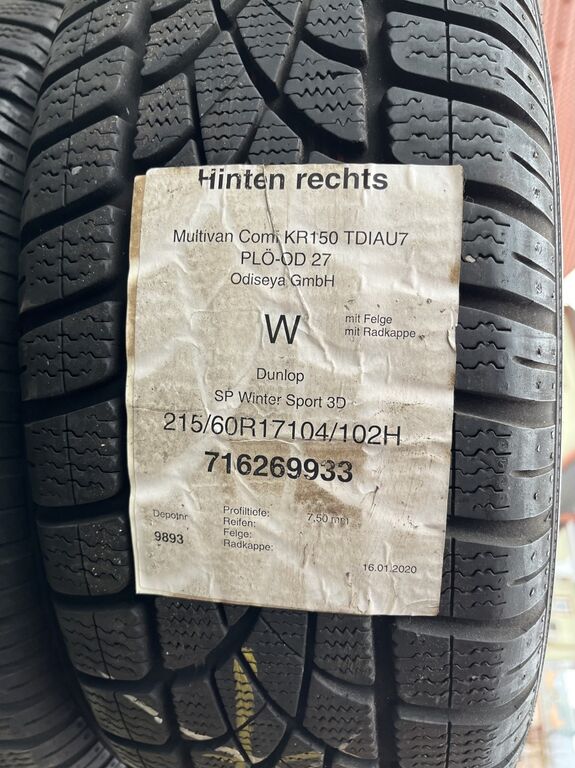 Hinten rechts
Multivan Comf KR150 TDIAU7
PLÖ-OD 27
Odiseya GmbH
W
mit Felge
mit Radkappe
Dunlop
SP Winter Sport 3D
215/60R17104/102H
716269933
Depotnr
9893
Profiltiefe: 7,50 mm
Reifen:
Felge:
Radkappe:
16.01.2020